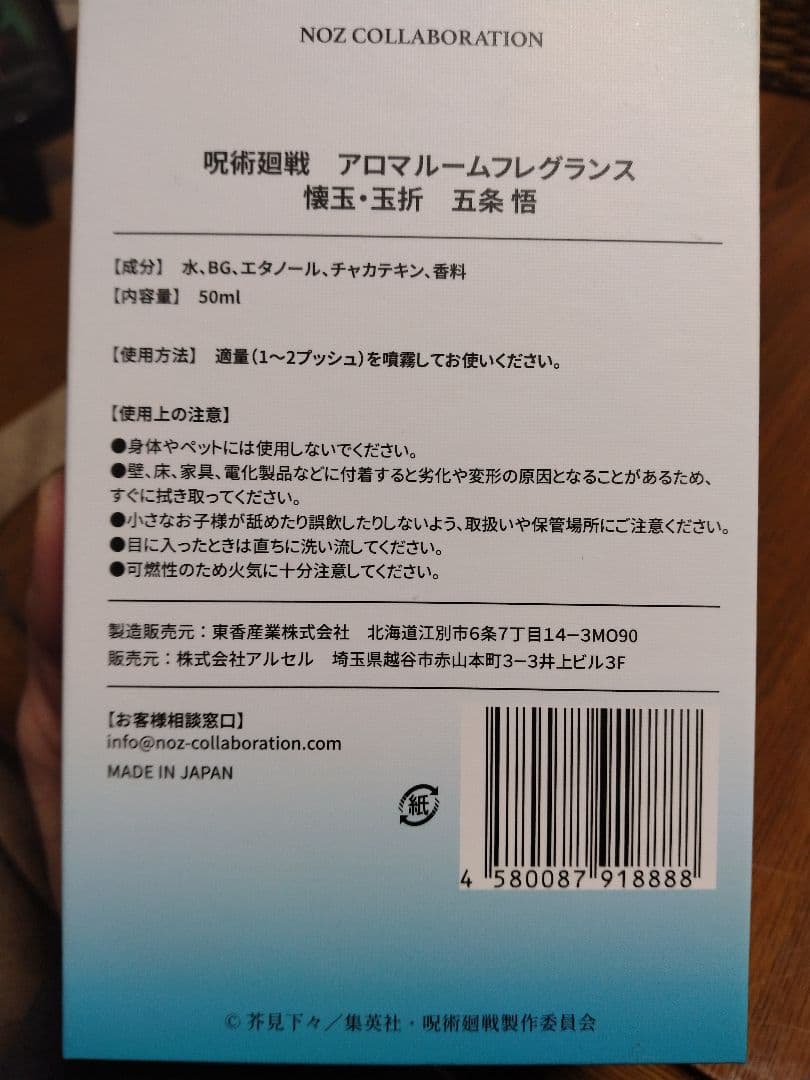 NOZ COLLABORATION
呪術廻戦　アロマルームフレグランス
懐玉・玉折　五条 悟
【成分】　水、BG、エタノール、チャカテキン、香料
【内容量】　50ml
【使用方法】　適量（1〜2プッシュ）を噴霧してお使いください。
【使用上の注意】
●身体やペットには使用しないでください。
●壁、床、家具、電化製品などに付着すると劣化や変形の原因となることがあるため、
すぐに拭き取ってください。
●小さなお子様が舐めたり誤飲したりしないよう、取扱いや保管場所にご注意ください。
●目に入ったときは直ちに洗い流してください。
●可燃性のため火気に十分注意してください。
製造販売元：東香産業株式会社　北海道江別市6条7丁目14−3MO90
販売元：株式会社アルセル　埼玉県越谷市赤山本町3−3井上ビル3F
【お客様相談窓口】
info@noz-collaboration.com
MADE IN JAPAN
紙
4 580087 918888
© 芥見下々／集英社・呪術廻戦製作委員会